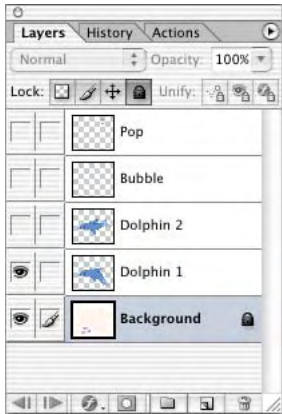 Layers History Actions
Normal Opacity: 100%
Lock: Unify:
Pop
Bubble
Dolphin 2
Dolphin 1
Background